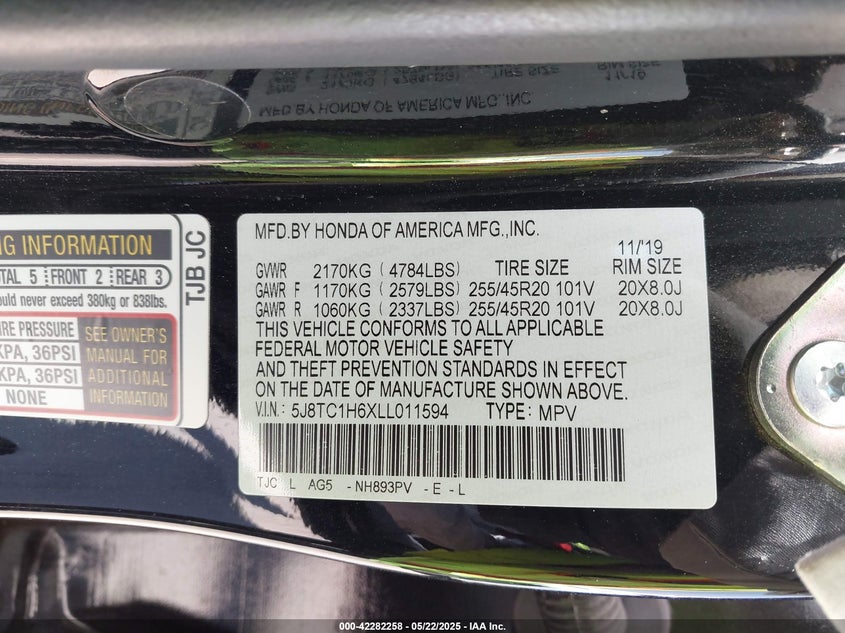 MFD.BY HONDA OF AMERICA MFG.,INC.
NG INFORMATION
TOTAL 5 FRONT 2 REAR 3
ould never exceed 380kg or 838lbs.
IRE PRESSURE
KPA, 36PSI
KPA, 36PSI
NONE
SEE OWNER'S
MANUAL FOR
ADDITIONAL
INFORMATION
TJB JC
MFD.BY HONDA OF AMERICA MFG.,INC.
11/'19
GVWR 2170KG (4784LBS) TIRE SIZE RIM SIZE
GAWR F 1170KG (2579LBS) 255/45R20 101V 20X8.0J
GAWR R 1060KG (2337LBS) 255/45R20 101V 20X8.0J
THIS VEHICLE CONFORMS TO ALL APPLICABLE
FEDERAL MOTOR VEHICLE SAFETY
AND THEFT PREVENTION STANDARDS IN EFFECT
ON THE DATE OF MANUFACTURE SHOWN ABOVE.
V.I.N.: 5J8TC1H6XLL011594 TYPE: MPV
TJC L AG5 -NH893PV -E-L
000-42282258 - 05/22/2025 - IAA Inc.